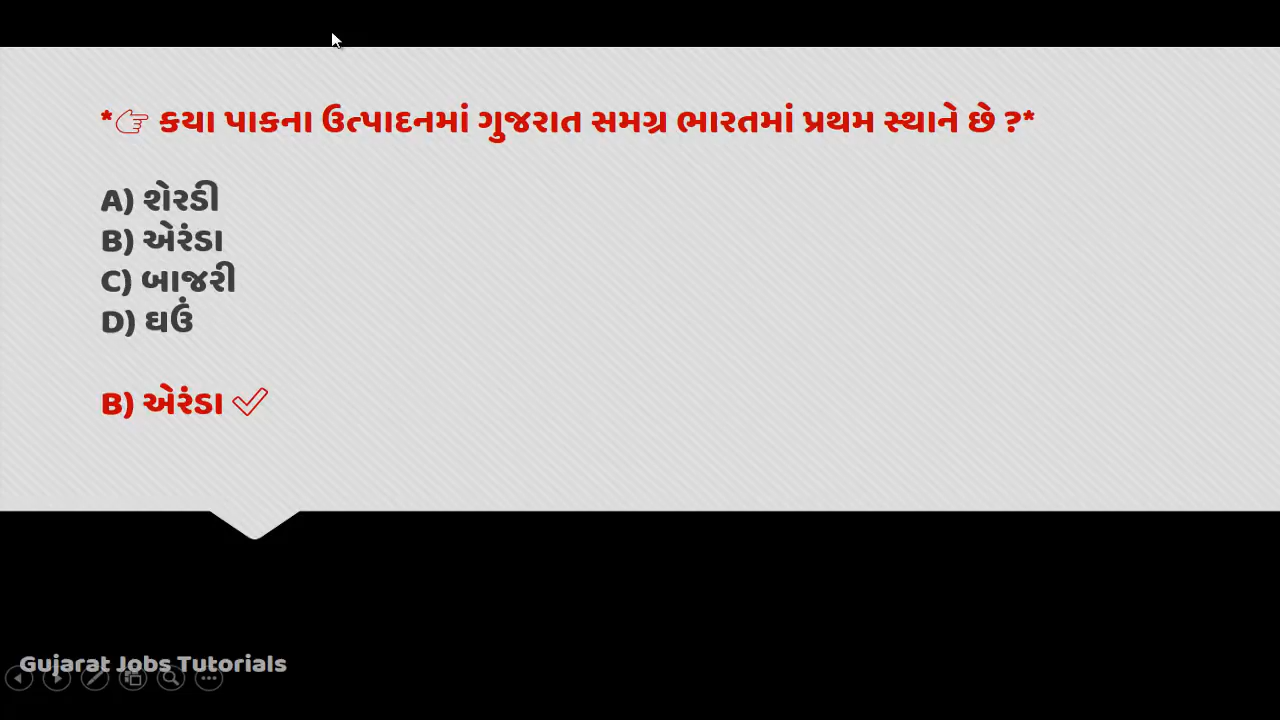 *👉 કયા પાકના ઉત્પાદનમાં ગુજરાત સમગ્ર ભારતમાં પ્રથમ સ્થાને છે ?*
A) શેરડી
B) એરંડા
C) બાજરી
D) ઘઉં
B) એરંડા ✓
Gujarat Jobs Tutorials